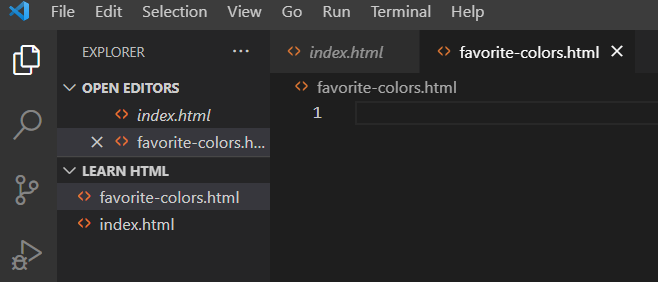 File Edit Selection View Go Run Terminal Help
EXPLORER ···
index.html favorite-colors.html
OPEN EDITORS
index.html
favorite-colors.h...
LEARN HTML
favorite-colors.html
index.html
favorite-colors.html
1